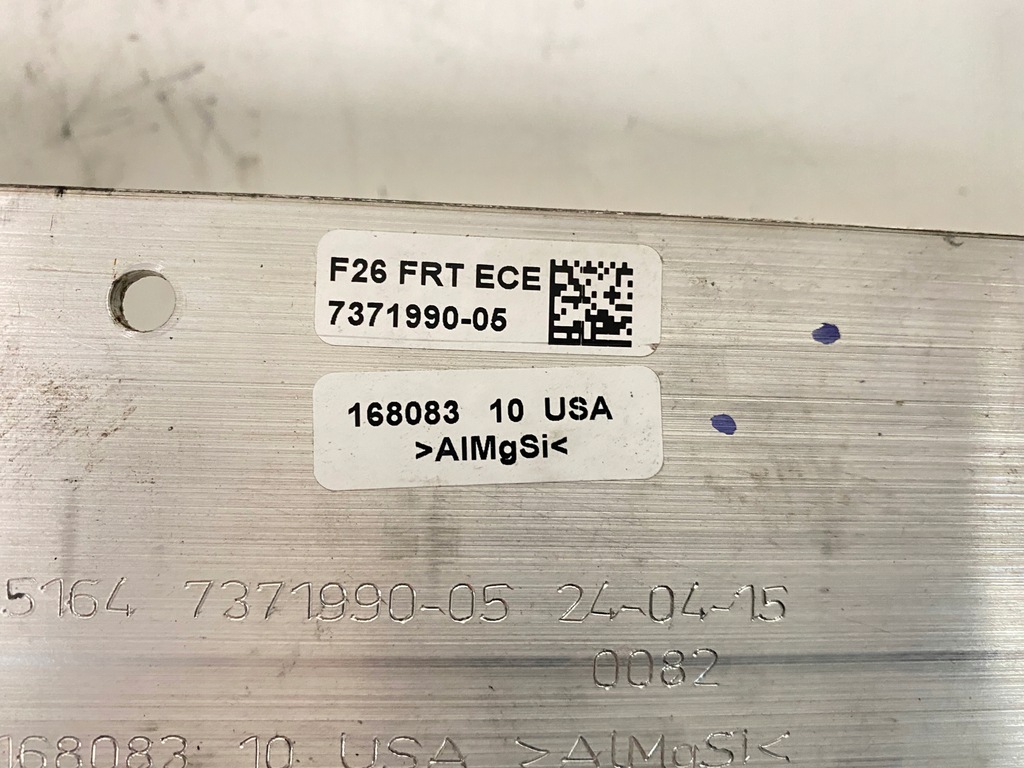 F26 FRT ECE
7371990-05
168083 10 USA
>AlMgSi<
5164 7371990-05 24-04-15
0082
168083 10 USA >AlMgSi<